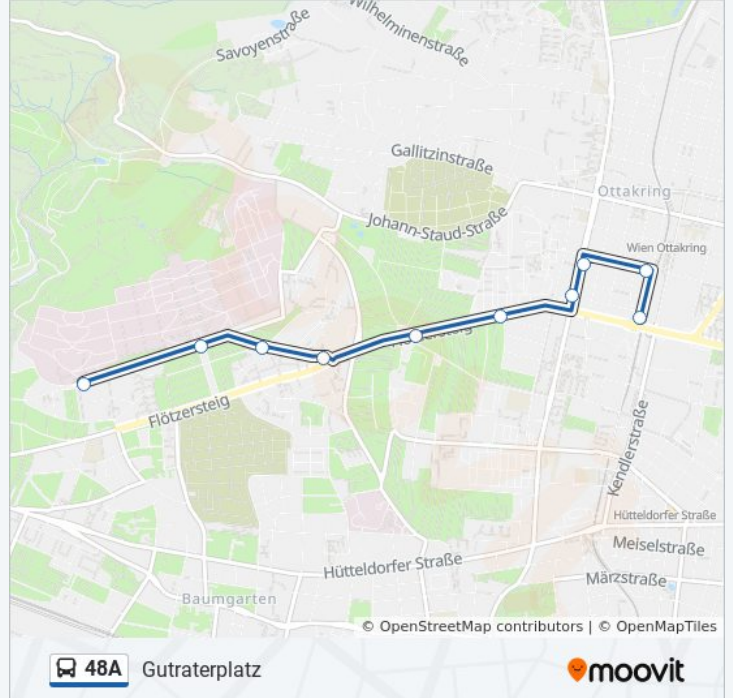 Wilhelminenstraße
Savoyenstraße
Gallitzinstraße
Ottakring
Johann-Staud-Straße
Wien Ottakring
Flötzersteig
Kendlerstraße
Hütteldorfer Straße
Meiselstraße
Hütteldorfer Straße
Märzstraße
Baumgarten
© OpenStreetMap contributors | © OpenMapTiles
48A Gutraterplatz
moovit